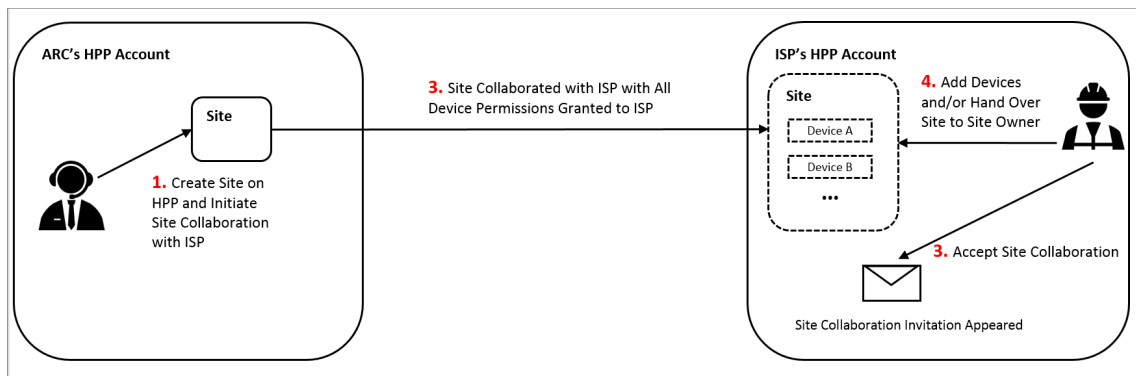 ARC's HPP Account
Site
1. Create Site on
HPP and Initiate
Site Collaboration
with ISP
3. Site Collaborated with ISP with All
Device Permissions Granted to ISP
ISP's HPP Account
Site
Device A
Device B
...
4. Add Devices
and/or Hand Over
Site to Site Owner
3. Accept Site Collaboration
Site Collaboration Invitation Appeared